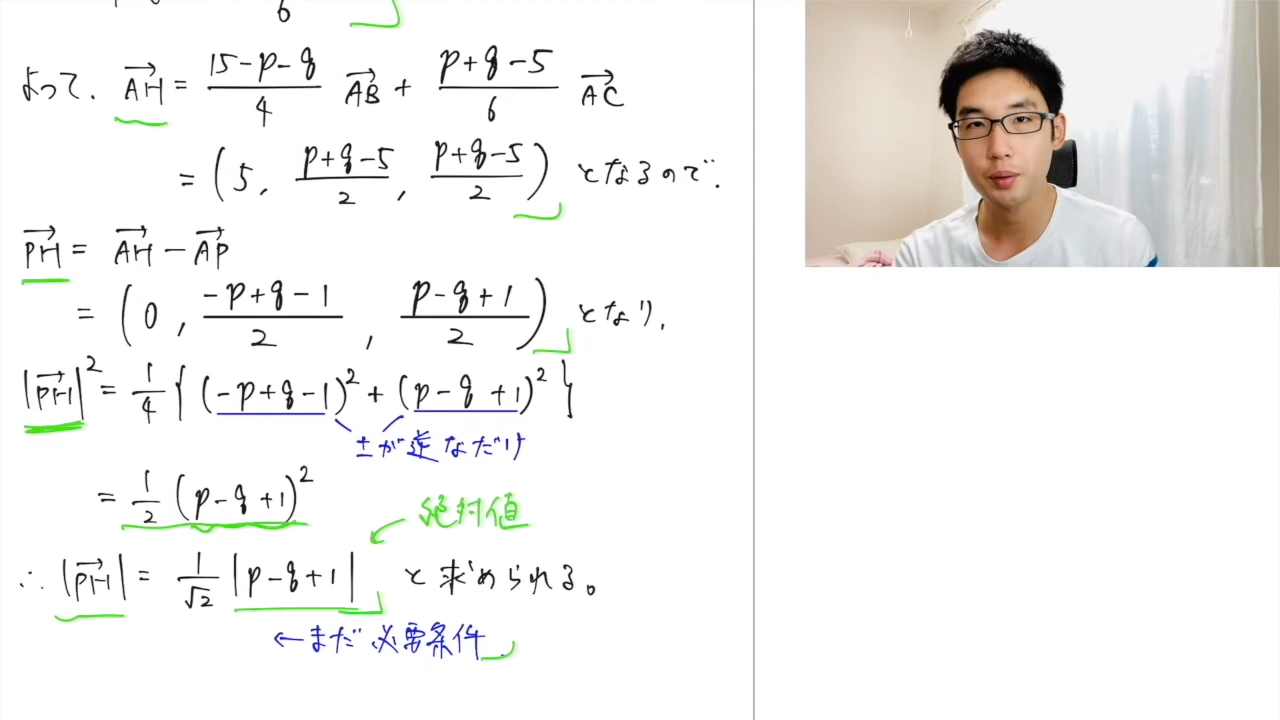 6
よって. AH→ = (15-p-q)/4 AB→ + (p+q-5)/6 AC→
= (5, (p+q-5)/2, (p+q-5)/2) となるので.
PH→ = AH→ - AP→
= (0, (-p+q-1)/2, (p-q+1)/2) となり,
|PH→|² = 1/4 { (-p+q-1)² + (p-q+1)² }
±が逆なだけ
= 1/2 (p-q+1)²
絶対値
∴ |PH→| = 1/√2 |p-q+1| と求められる。
←まだ必要条件.